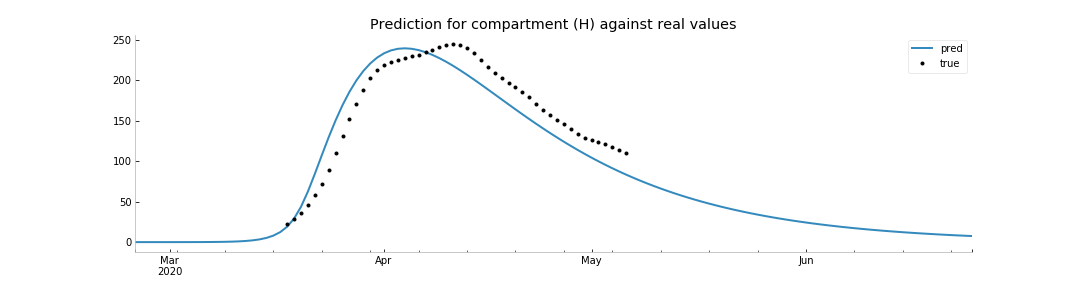 Prediction for compartment (H) against real values
250
200
150
100
50
0
pred
true
Mar
2020
Apr
May
Jun